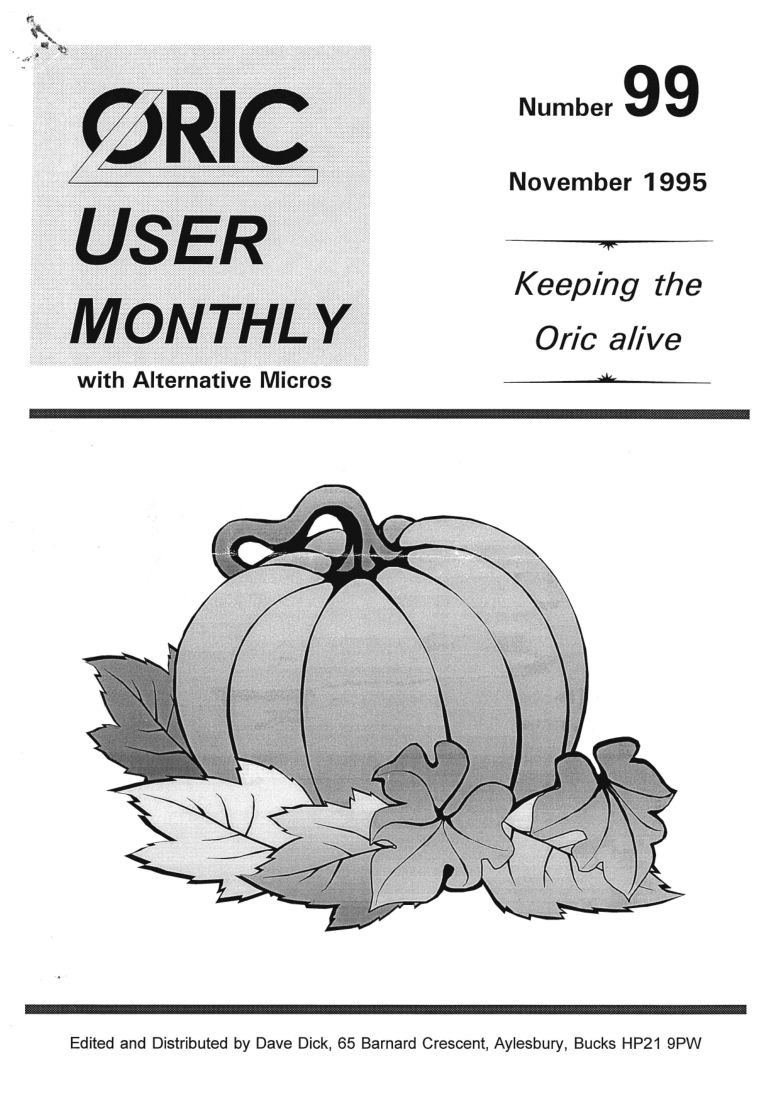 ORIC
USER
MONTHLY
with Alternative Micros
Number 99
November 1995
Keeping the
Oric alive
Edited and Distributed by Dave Dick, 65 Barnard Crescent, Aylesbury, Bucks HP21 9PW